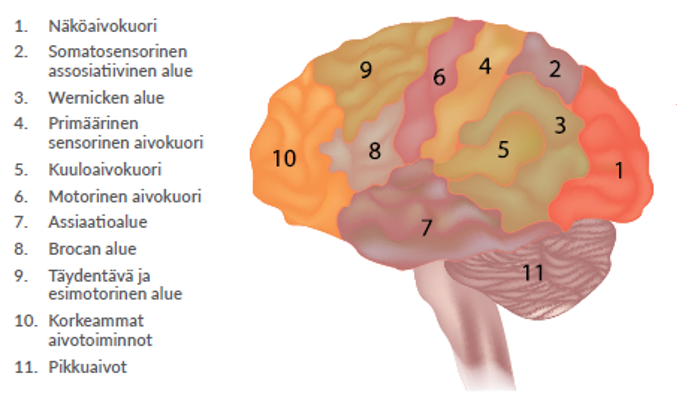 1. Näköaivokuori
2. Somatosensorinen
assosiatiivinen alue
3. Wernicken alue
4. Primäärinen
sensorinen aivokuori
5. Kuuloaivokuori
6. Motorinen aivokuori
7. Assiaatioalue
8. Brocan alue
9. Täydentävä ja
esimotorinen alue
10. Korkeammat
aivotoiminnot
11. Pikkuaivot
9
6
4
2
3
10
8
5
1
7
11